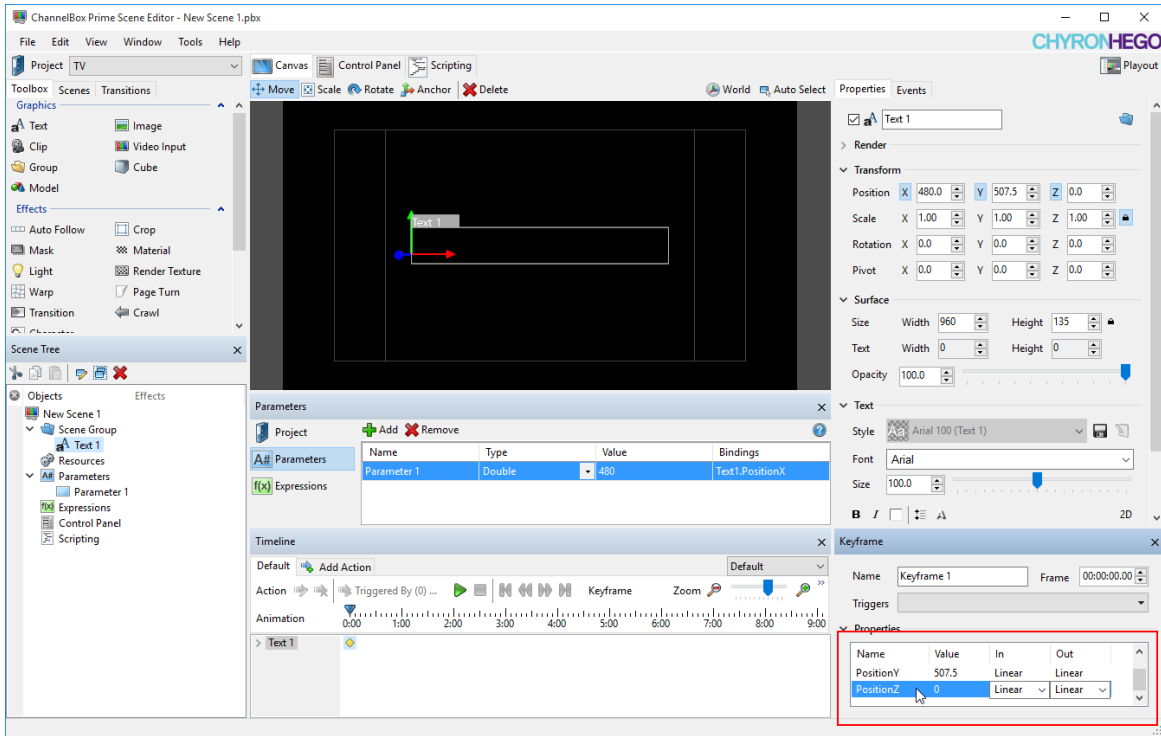 ChannelBox Prime Scene Editor - New Scene 1.pbx
File Edit View Window Tools Help
CHYRONHEGO
Project TV
Canvas Control Panel Scripting
Playout
Toolbox Scenes Transitions
Move Scale Rotate Anchor Delete
World Auto Select
Properties Events
Graphics
Text Image
Clip Video Input
Group Cube
Model
Effects
Auto Follow Crop
Mask Material
Light Render Texture
Warp Page Turn
Transition Crawl
Text 1
Text 1
Render
Transform
Position X 480.0 Y 507.5 Z 0.0
Scale X 1.00 Y 1.00 Z 1.00
Rotation X 0.0 Y 0.0 Z 0.0
Pivot X 0.0 Y 0.0 Z 0.0
Surface
Size Width 960 Height 135
Text Width 0 Height 0
Opacity 100.0
Text
Style Aa Arial 100 (Text 1)
Font Arial
Size 100.0
B I A 2D
Scene Tree
Objects Effects
New Scene 1
Scene Group
Text 1
Resources
A# Parameters
Parameter 1
f(x) Expressions
Control Panel
Scripting
Parameters
Project
Add Remove
A# Parameters
f(x) Expressions
Name Type Value Bindings
Parameter 1 Double 480 Text1.PositionX
Timeline
Default Add Action Default
Action Triggered By (0) ... Keyframe Zoom
Animation 0:00 1:00 2:00 3:00 4:00 5:00 6:00 7:00 8:00 9:00
Text 1
Keyframe
Name Keyframe 1 Frame 00:00:00.00
Triggers
Properties
Name Value In Out
PositionY 507.5 Linear Linear
PositionZ 0 Linear Linear